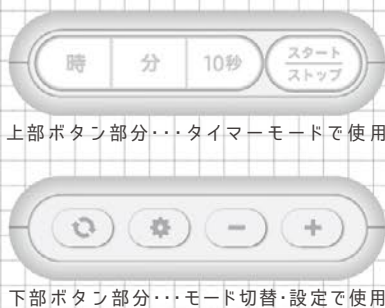 時 分 10秒 スタート
ストップ
上部ボタン部分・・・タイマーモードで使用
下部ボタン部分・・・モード切替・設定で使用